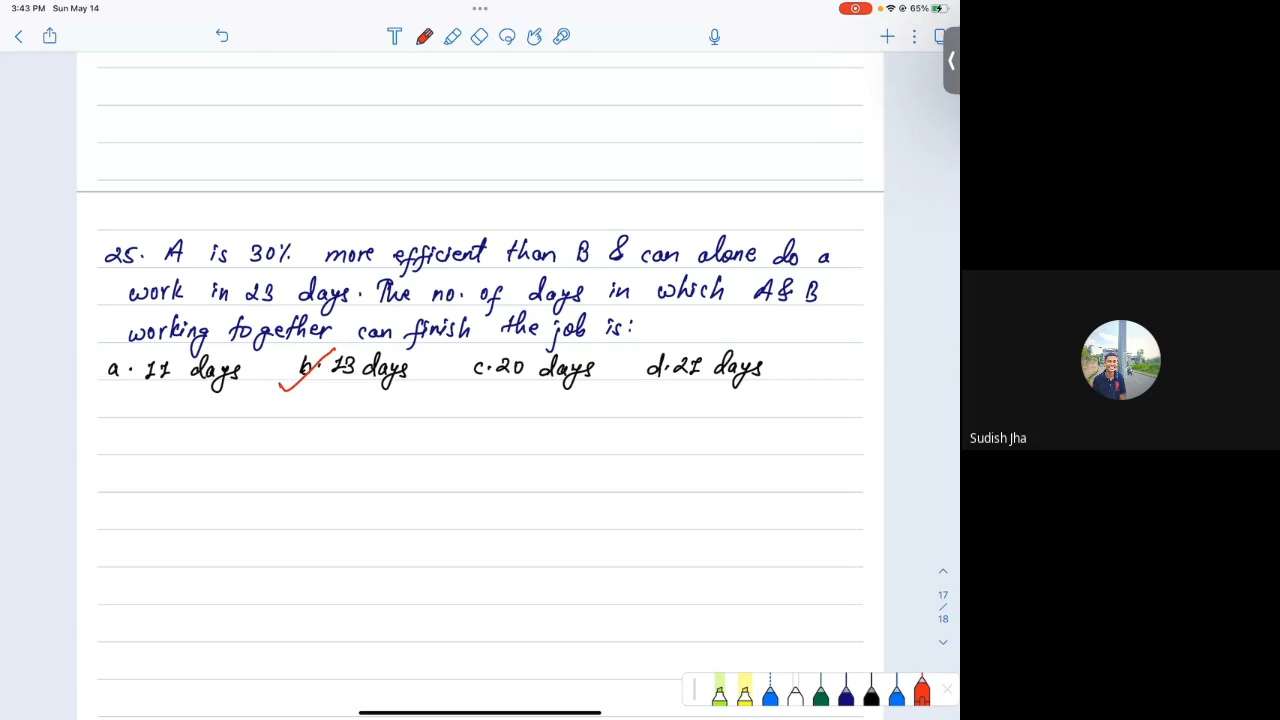 3:43 PM Sun May 14
65%
25. A is 30% more efficient than B & can alone do a
work in 23 days. The no. of days in which A & B
working together can finish the job is:
a. 11 days b. 13 days c. 20 days d. 21 days
Sudish Jha
17
/
18